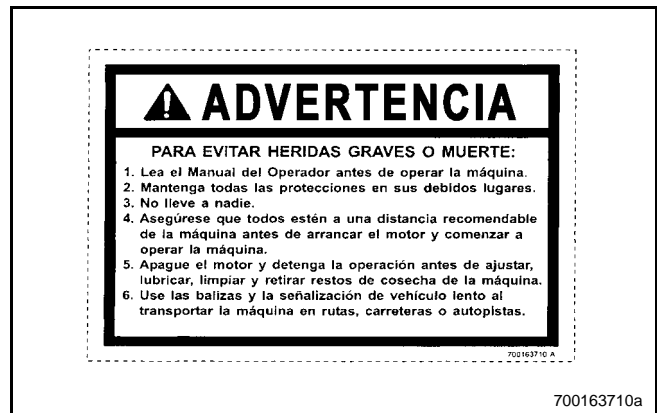 ADVERTENCIA
PARA EVITAR HERIDAS GRAVES O MUERTE:
1. Lea el Manual del Operador antes de operar la máquina.
2. Mantenga todas las protecciones en sus debidos lugares.
3. No lleve a nadie.
4. Asegúrese que todos estén a una distancia recomendable
de la máquina antes de arrancar el motor y comenzar a
operar la máquina.
5. Apague el motor y detenga la operación antes de ajustar,
lubricar, limpiar y retirar restos de cosecha de la máquina.
6. Use las balizas y la señalización de vehículo lento al
transportar la máquina en rutas, carreteras o autopistas.
700163710 A
700163710a